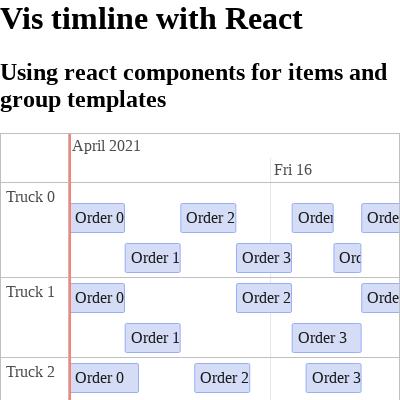 Vis timline with React
Using react components for items and
group templates
April 2021
Fri 16
Truck 0
Order 0 Order 2 Order Orde
Order 1 Order 3 Orc
Truck 1
Order 0 Order 2 Orde
Order 1 Order 3
Truck 2
Order 0 Order 2 Order 3